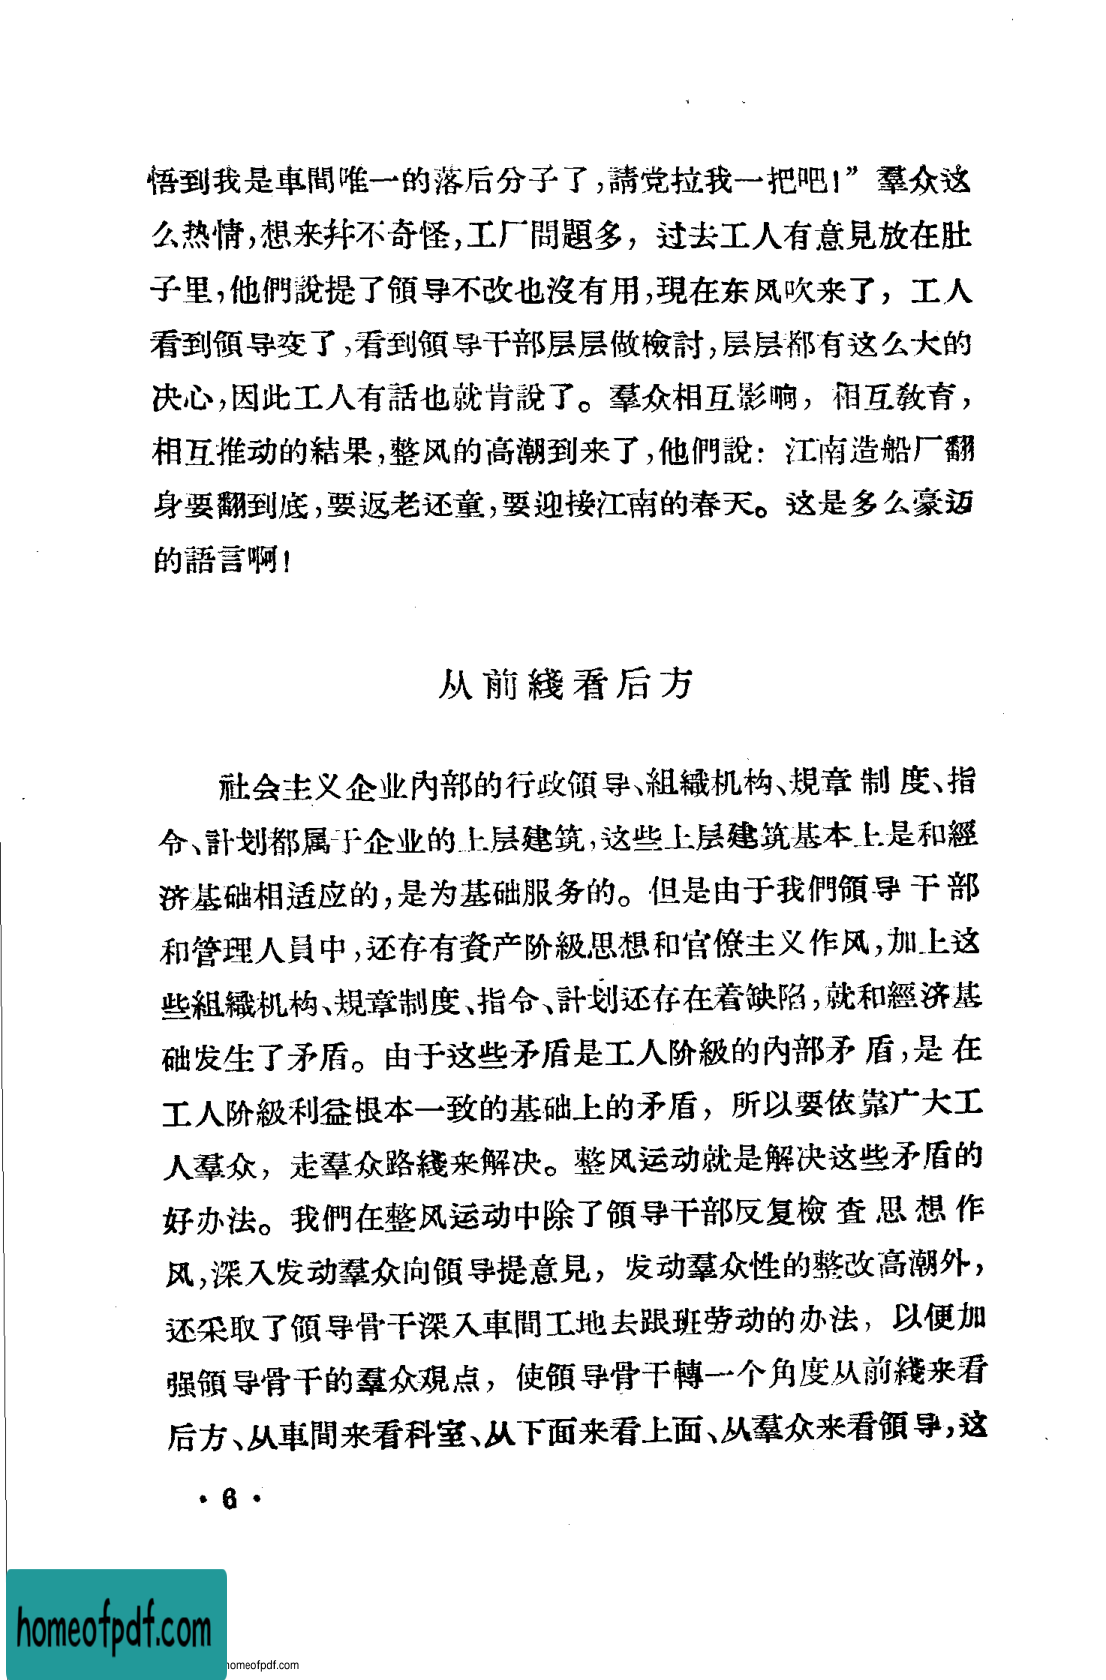 悟到我是車間唯一的落后分子了,請党拉我一把吧!”羣众这
么热情,想来幷不奇怪,工厂問題多，过去工人有意見放在肚
子里,他們說提了領导不改也沒有用,現在东风吹来了，工人
看到領导变了,看到領导干部层层做檢討,层层都有这么大的
决心,因此工人有話也就肯說了。羣众相互影响，相互敎育，
相互推动的結果,整风的高潮到来了,他們說：江南造船厂翻
身要翻到底,要返老还童,要迎接江南的春天。这是多么豪迈
的語言啊!
从前綫看后方
社会主义企业內部的行政領导、組織机构、規章制度、指
令、計划都属于企业的上层建筑,这些上层建筑基本上是和經
济基础相适应的,是为基础服务的。但是由于我們領导干部
和管理人員中,还存有資产阶級思想和官僚主义作风,加上这
些組織机构、規章制度、指令、計划还存在着缺陷,就和經济基
础发生了矛盾。由于这些矛盾是工人阶級的內部矛盾,是在
工人阶級利益根本一致的基础上的矛盾，所以要依靠广大工
人羣众，走羣众路綫来解决。整风运动就是解决这些矛盾的
好办法。我們在整风运动中除了領导干部反复檢查思想作
风,深入发动羣众向領导提意見，发动羣众性的整改高潮外，
还采取了領导骨干深入車間工地去跟班劳动的办法，以便加
强領导骨干的羣众观点，使領导骨干轉一个角度从前綫来看
后方、从車間来看科室、从下面来看上面、从羣众来看領导,这
·6·
homeofpdf.com
homeofpdf.com